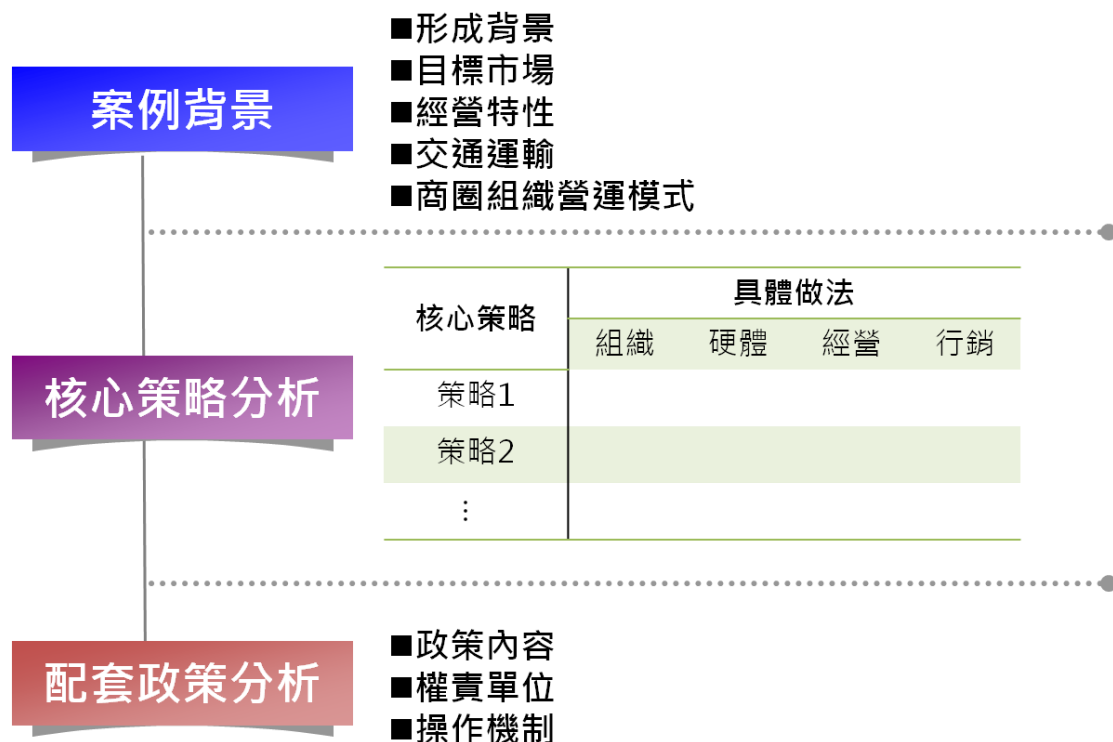 案例背景
■形成背景
■目標市場
■經營特性
■交通運輸
■商圈組織營運模式
核心策略分析
核心策略
具體做法
組織 硬體 經營 行銷
策略1
策略2
⋮
配套政策分析
■政策內容
■權責單位
■操作機制